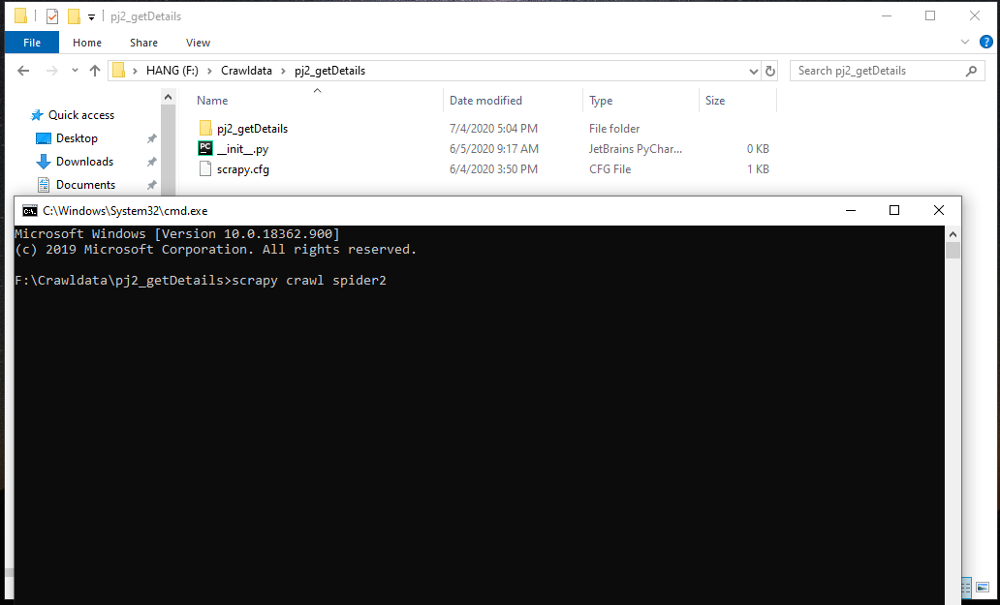 pj2_getDetails
File Home Share View
HANG (F:) Crawldata pj2_getDetails Search pj2_getDetails
Name Date modified Type Size
Quick access
pj2_getDetails 7/4/2020 5:04 PM File folder
Desktop
PC __init__.py 6/5/2020 9:17 AM JetBrains PyChar... 0 KB
Downloads
scrapy.cfg 6/4/2020 3:50 PM CFG File 1 KB
Documents
C:\Windows\System32\cmd.exe
Microsoft Windows [Version 10.0.18362.900]
(c) 2019 Microsoft Corporation. All rights reserved.
F:\Crawldata\pj2_getDetails>scrapy crawl spider2